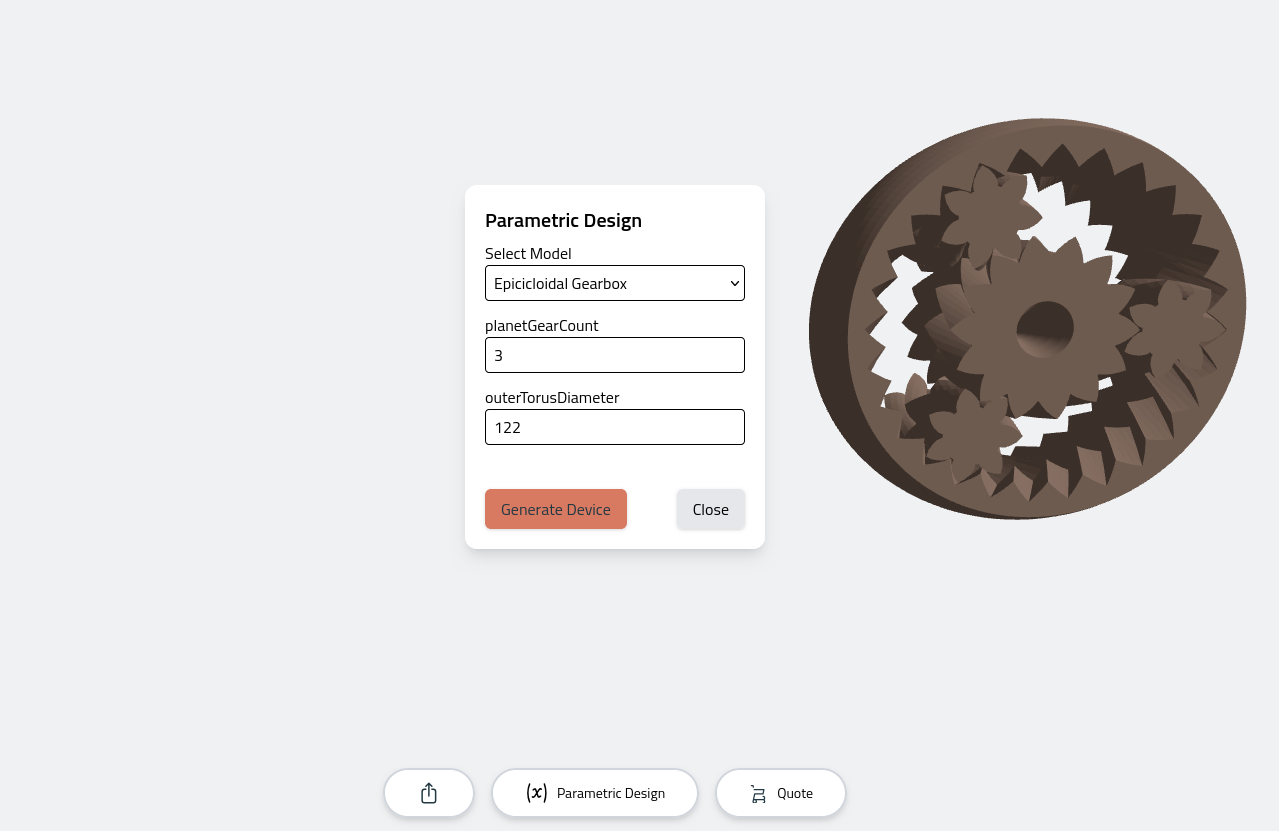 Parametric Design
Select Model
Epicicloidal Gearbox
planetGearCount
3
outerTorusDiameter
122
Generate Device
Close
(x) Parametric Design
Quote